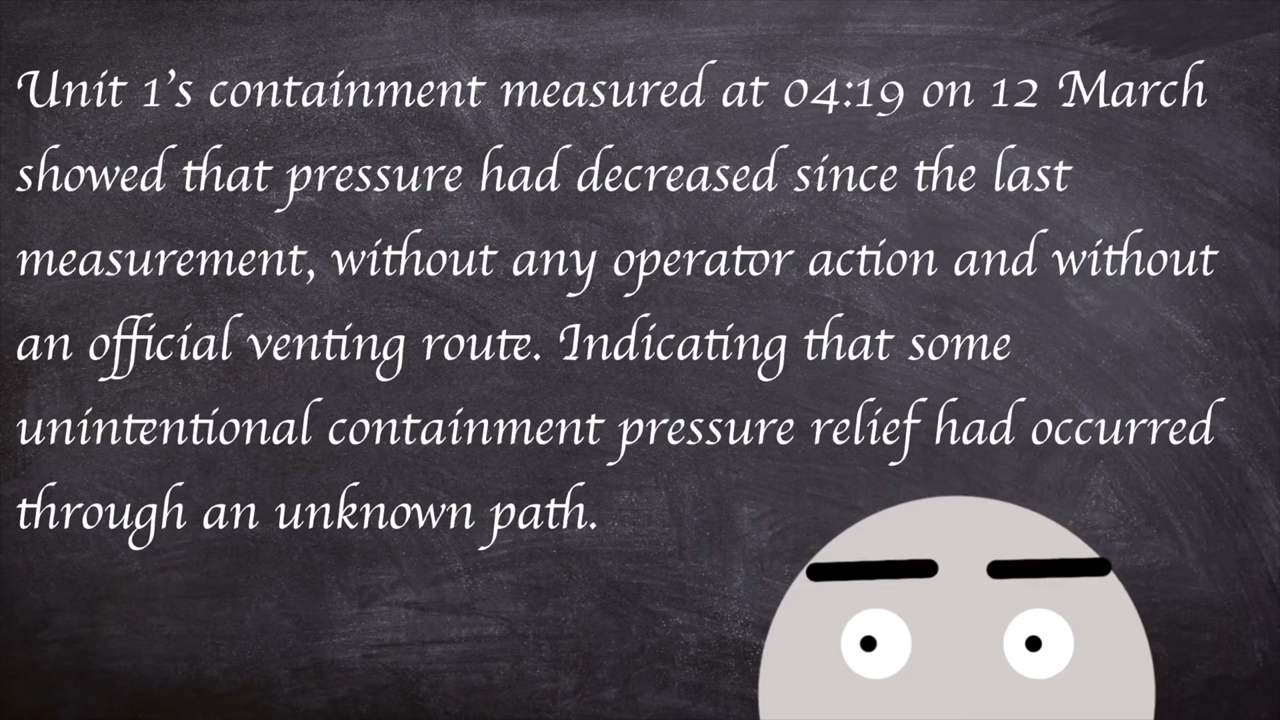 Unit 1's containment measured at 04:19 on 12 March
showed that pressure had decreased since the last
measurement, without any operator action and without
an official venting route. Indicating that some
unintentional containment pressure relief had occurred
through an unknown path.